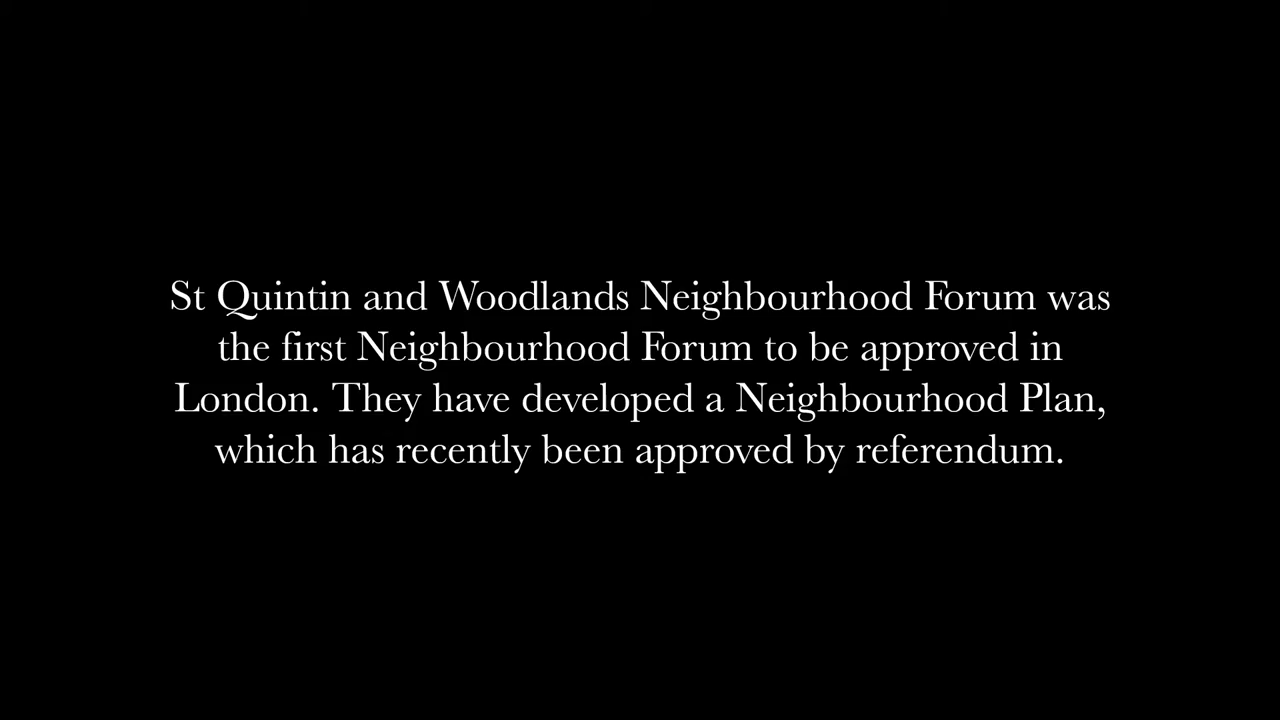 St Quintin and Woodlands Neighbourhood Forum was
the first Neighbourhood Forum to be approved in
London. They have developed a Neighbourhood Plan,
which has recently been approved by referendum.